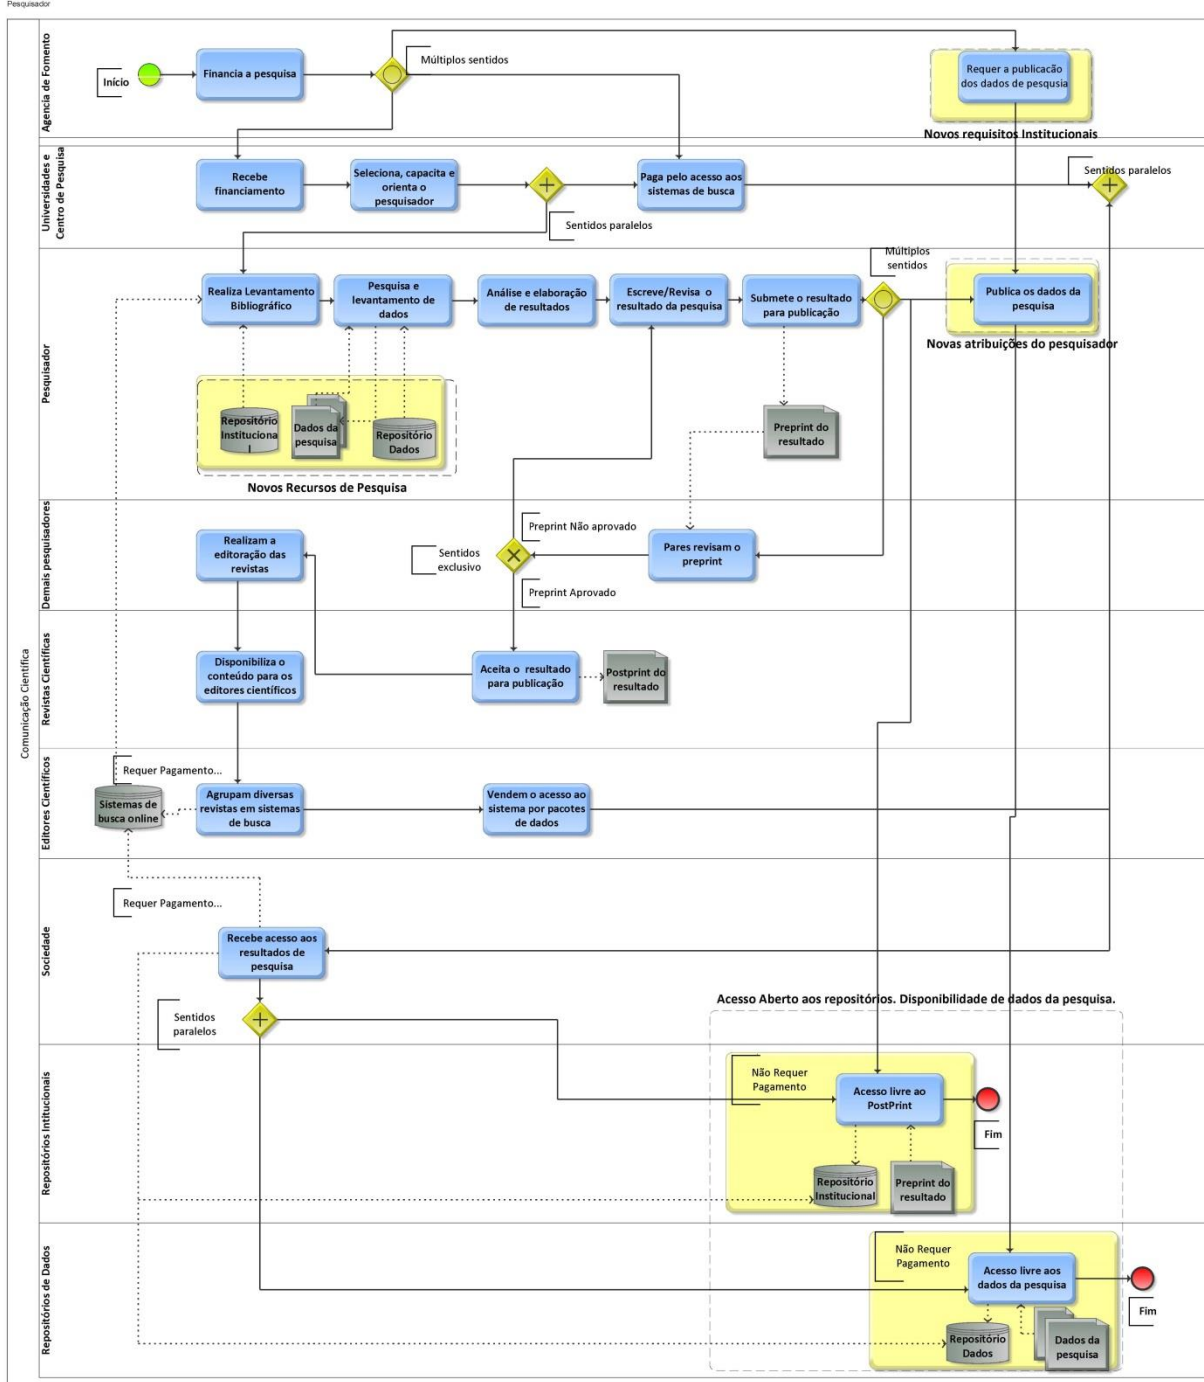 Pesquisador
Comunicação Científica
Agencia de Fomento
Início
Financia a pesquisa
Múltiplos sentidos
Requer a publicacão
dos dados de pesqusia
Novos requisitos Institucionais
Universidades e
Centro de Pesquisa
Recebe
financiamento
Seleciona, capacita e
orienta o
pesquisador
Sentidos paralelos
Paga pelo acesso aos
sistemas de busca
Sentidos paralelos
Pesquisador
Realiza Levantamento
Bibliográfico
Pesquisa e
levantamento de
dados
Análise e elaboração
de resultados
Escreve/Revisa o
resultado da pesquisa
Submete o resultado
para publicação
Múltiplos
sentidos
Publica os dados da
pesquisa
Novas atribuições do pesquisador
Repositório
Instituciona
l
Dados da
pesquisa
Repositório
Dados
Novos Recursos de Pesquisa
Preprint do
resultado
Demais pesquisadores
Realizam a
editoração das
revistas
Sentidos
exclusivo
Preprint Não aprovado
Preprint Aprovado
Pares revisam o
preprint
Revistas Científicas
Disponibiliza o
conteúdo para os
editores científicos
Aceita o resultado
para publicação
Postprint do
resultado
Editores Científicos
Requer Pagamento...
Sistemas de
busca online
Agrupam diversas
revistas em sistemas
de busca
Vendem o acesso ao
sistema por pacotes
de dados
Sociedade
Requer Pagamento...
Recebe acesso aos
resultados de
pesquisa
Sentidos
paralelos
Acesso Aberto aos repositórios. Disponibilidade de dados da pesquisa.
Repositórios Intitucionais
Não Requer
Pagamento
Acesso livre ao
PostPrint
Fim
Repositório
Institucional
Preprint do
resultado
Repositórios de Dados
Não Requer
Pagamento
Acesso livre aos
dados da pesquisa
Fim
Repositório
Dados
Dados da
pesquisa